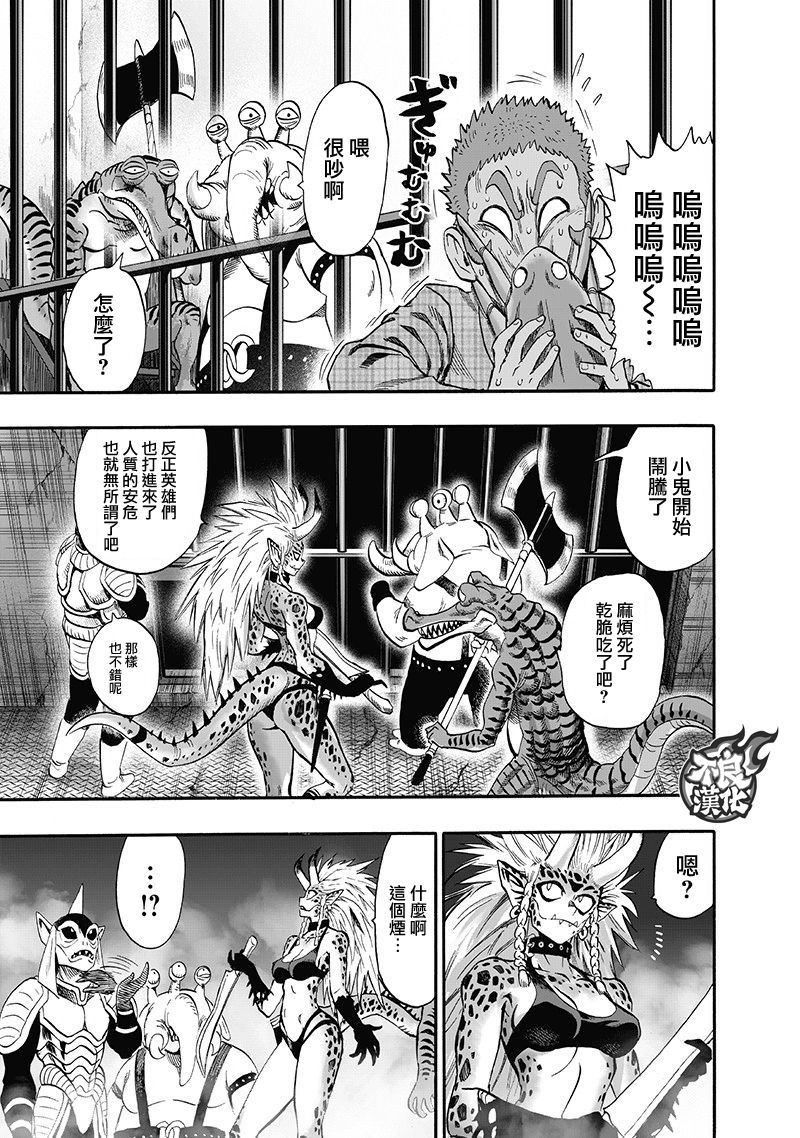 嗚嗚嗚嗚嗚
嗚嗚嗚～…
ぎゅむむむ
喂
很吵啊
怎麼了?
小鬼開始
鬧騰了
麻煩死了
乾脆吃了吧?
反正英雄們
也打進來了
人質的安危
也就無所謂了吧
那樣
也不錯呢
嗯?
什麼啊
這個煙…
…!?
大狼
漢化